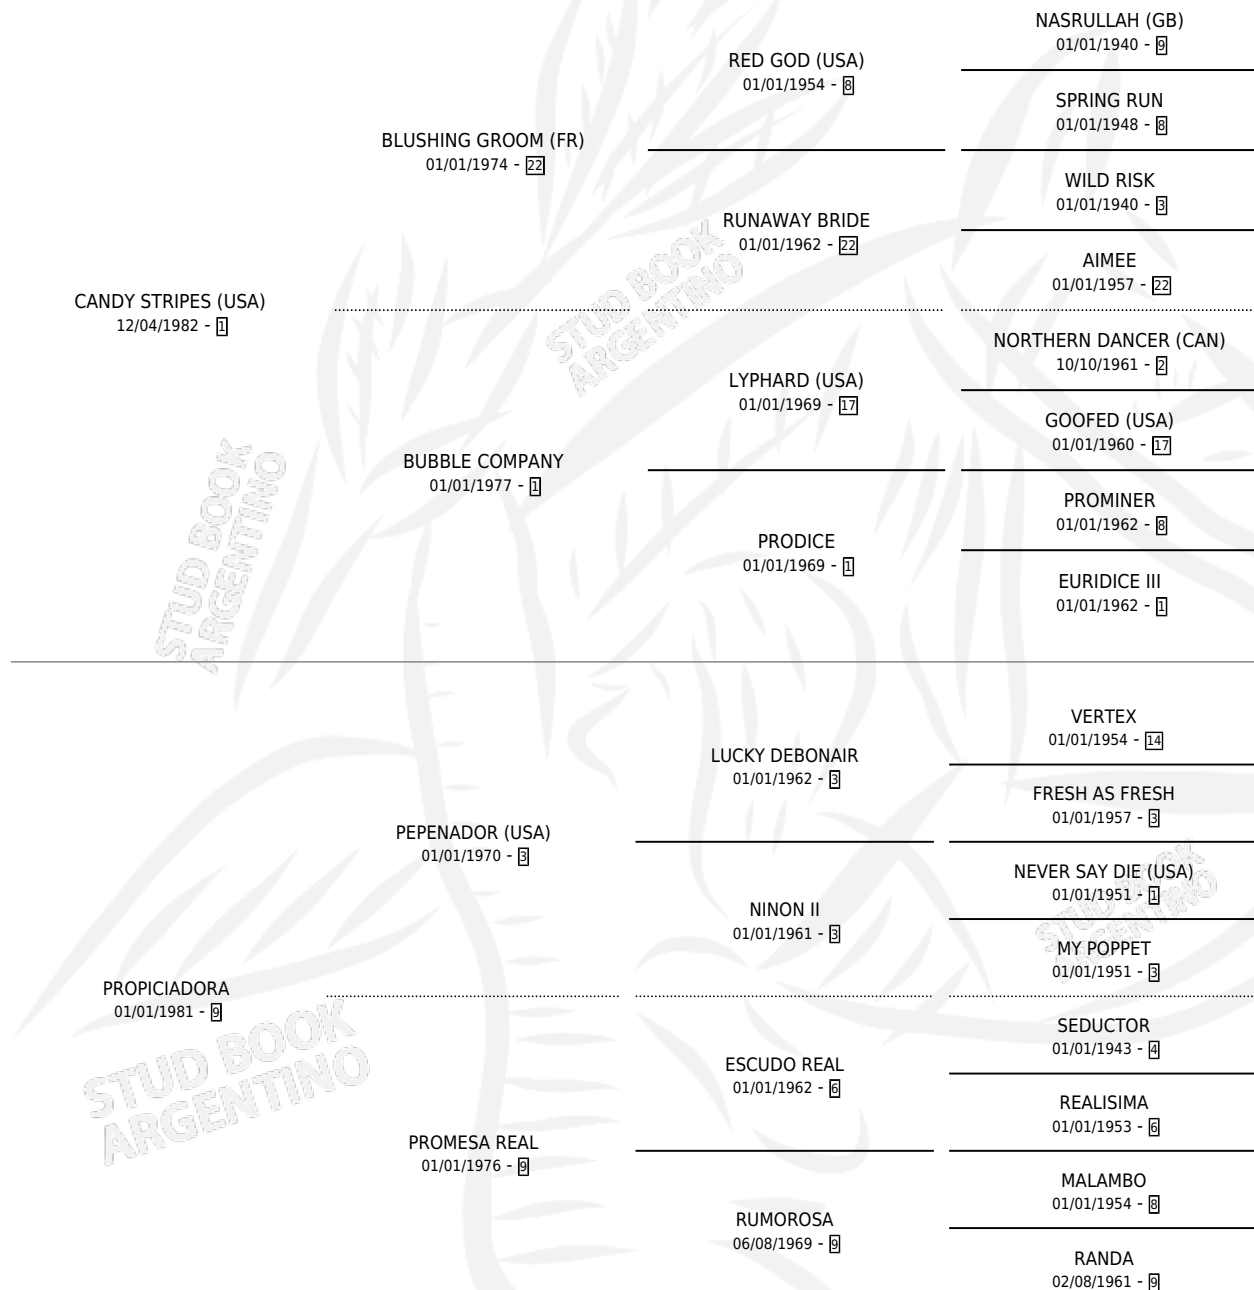 NASRULLAH (GB)
01/01/1940 - 9
RED GOD (USA)
01/01/1954 - 8
SPRING RUN
01/01/1948 - 8
BLUSHING GROOM (FR)
01/01/1974 - 22
WILD RISK
01/01/1940 - 3
RUNAWAY BRIDE
01/01/1962 - 22
AIMEE
01/01/1957 - 22
CANDY STRIPES (USA)
12/04/1982 - 1
NORTHERN DANCER (CAN)
10/10/1961 - 2
LYPHARD (USA)
01/01/1969 - 17
GOOFED (USA)
01/01/1960 - 17
BUBBLE COMPANY
01/01/1977 - 1
PROMINER
01/01/1962 - 8
PRODICE
01/01/1969 - 1
EURIDICE III
01/01/1962 - 1
VERTEX
01/01/1954 - 14
LUCKY DEBONAIR
01/01/1962 - 3
FRESH AS FRESH
01/01/1957 - 3
PEPENADOR (USA)
01/01/1970 - 3
NEVER SAY DIE (USA)
01/01/1951 - 1
NINON II
01/01/1961 - 3
MY POPPET
01/01/1951 - 3
PROPICIADORA
01/01/1981 - 9
SEDUCTOR
01/01/1943 - 4
ESCUDO REAL
01/01/1962 - 6
REALISIMA
01/01/1953 - 6
PROMESA REAL
01/01/1976 - 9
MALAMBO
01/01/1954 - 8
RUMOROSA
06/08/1969 - 9
RANDA
02/08/1961 - 9
STUD BOOK
ARGENTINO
STUD BOOK
ARGENTINO
STUD BOOK
ARGENTINO
STUD BOOK
ARGENTINO